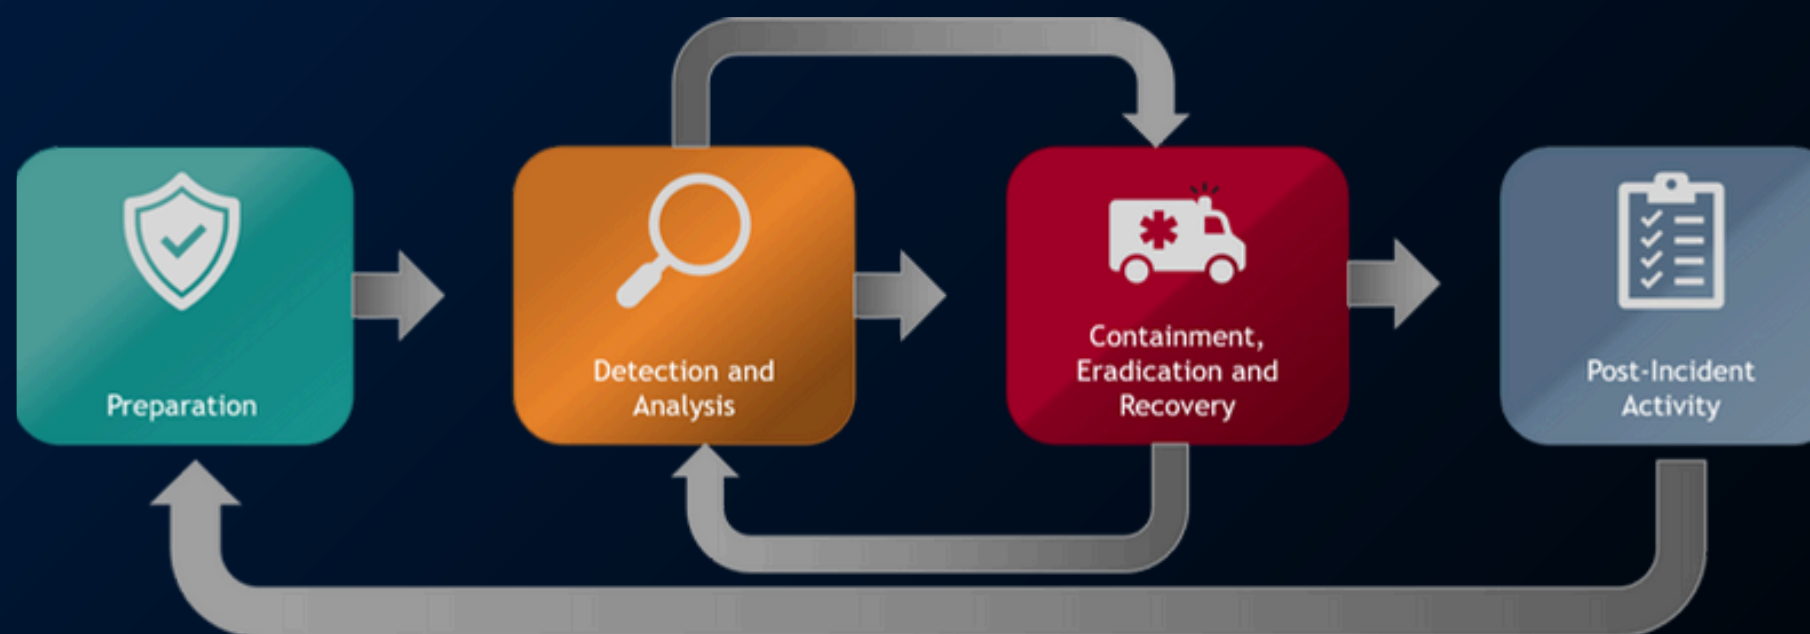 Preparation
Detection and
Analysis
Containment,
Eradication and
Recovery
Post-Incident
Activity